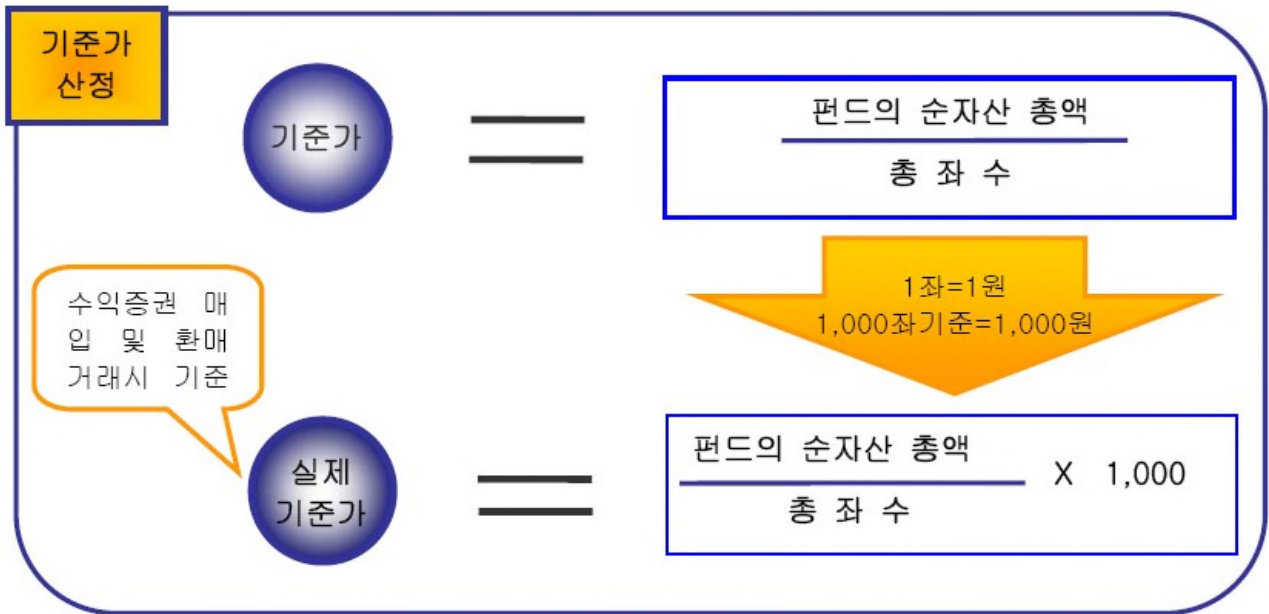 기준가
산정
기준가
펀드의 순자산 총액
총 좌 수
1좌=1원
1,000좌기준=1,000원
수익증권 매
입 및 환매
거래시 기준
실제
기준가
펀드의 순자산 총액
총 좌 수
X 1,000